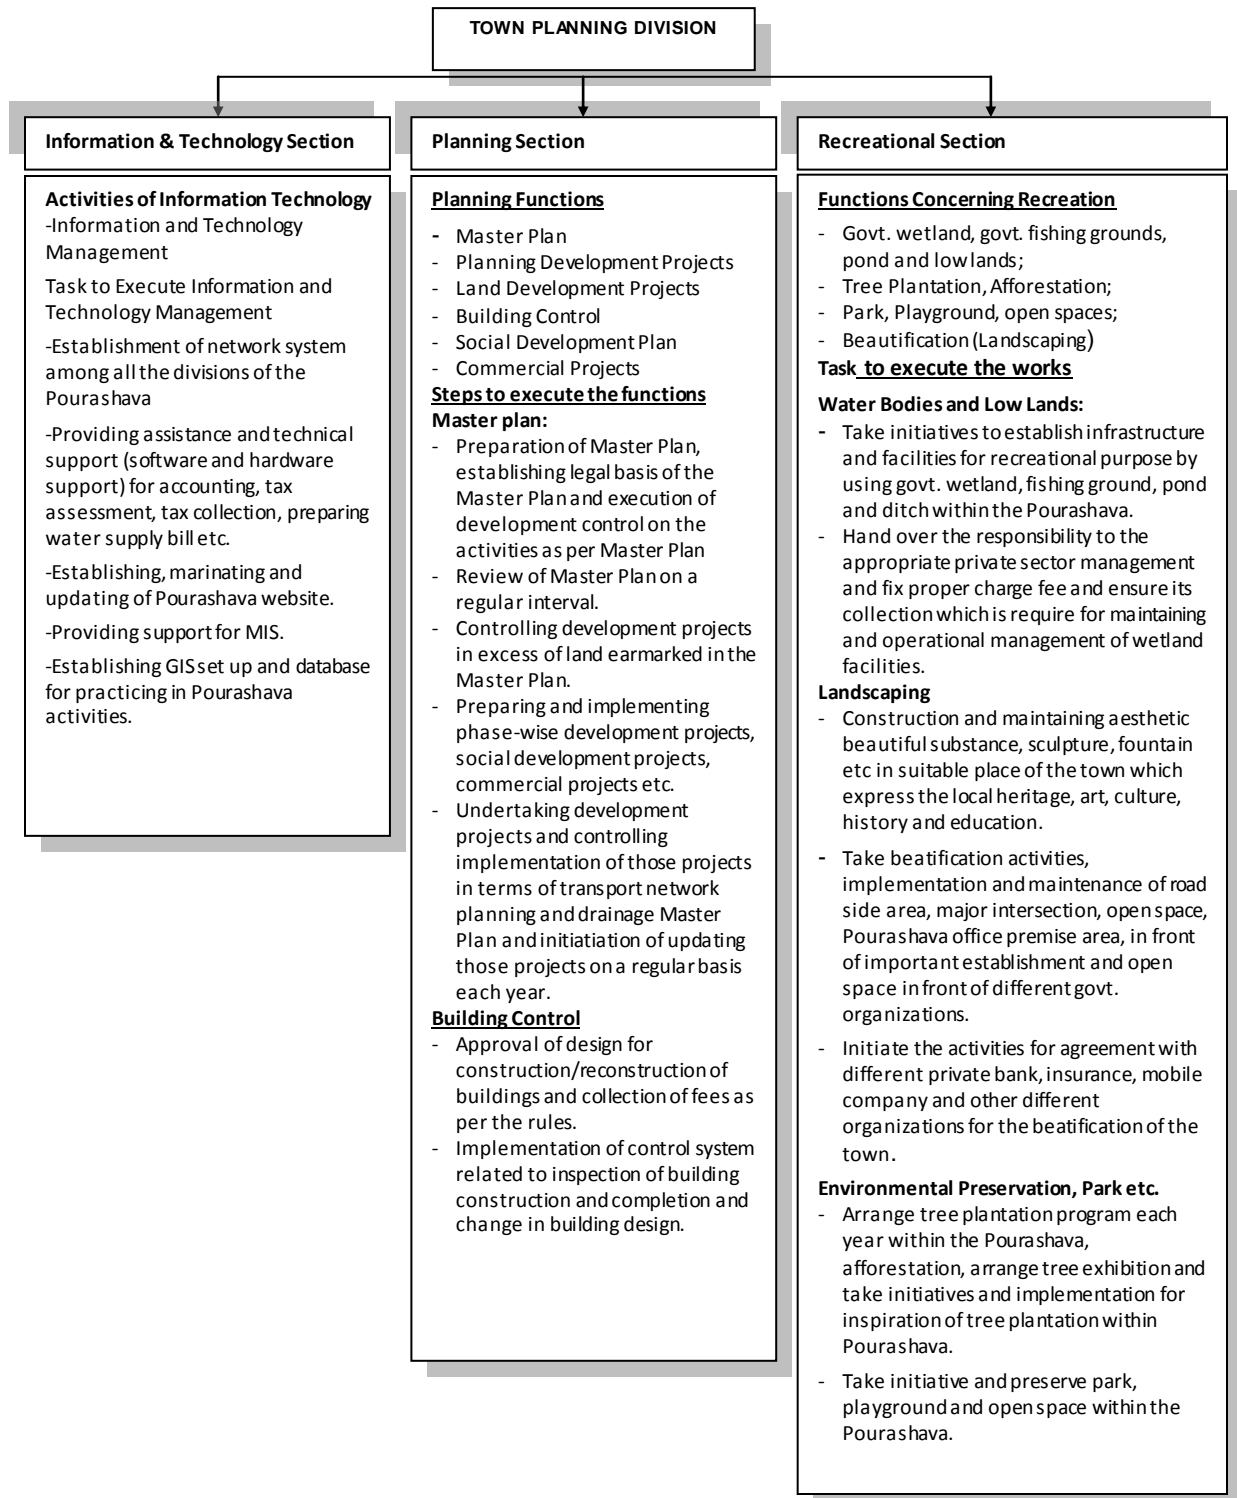 TOWN PLANNING DIVISION
Information & Technology Section
Activities of Information Technology
-Information and Technology
Management
Task to Execute Information and
Technology Management
-Establishment of network system
among all the divisions of the
Pourashava
-Providing assistance and technical
support (software and hardware
support) for accounting, tax
assessment, tax collection, preparing
water supply bill etc.
-Establishing, marinating and
updating of Pourashava website.
-Providing support for MIS.
-Establishing GIS set up and database
for practicing in Pourashava
activities.
Planning Section
Planning Functions
- Master Plan
- Planning Development Projects
- Land Development Projects
- Building Control
- Social Development Plan
- Commercial Projects
Steps to execute the functions
Master plan:
- Preparation of Master Plan,
establishing legal basis of the
Master Plan and execution of
development control on the
activities as per Master Plan
- Review of Master Plan on a
regular interval.
- Controlling development projects
in excess of land earmarked in the
Master Plan.
- Preparing and implementing
phase-wise development projects,
social development projects,
commercial projects etc.
- Undertaking development
projects and controlling
implementation of those projects
in terms of transport network
planning and drainage Master
Plan and initiatiation of updating
those projects on a regular basis
each year.
Building Control
- Approval of design for
construction/reconstruction of
buildings and collection of fees as
per the rules.
- Implementation of control system
related to inspection of building
construction and completion and
change in building design.
Recreational Section
Functions Concerning Recreation
- Govt. wetland, govt. fishing grounds,
pond and low lands;
- Tree Plantation, Afforestation;
- Park, Playground, open spaces;
- Beautification (Landscaping)
Task to execute the works
Water Bodies and Low Lands:
- Take initiatives to establish infrastructure
and facilities for recreational purpose by
using govt. wetland, fishing ground, pond
and ditch within the Pourashava.
- Hand over the responsibility to the
appropriate private sector management
and fix proper charge fee and ensure its
collection which is require for maintaining
and operational management of wetland
facilities.
Landscaping
- Construction and maintaining aesthetic
beautiful substance, sculpture, fountain
etc in suitable place of the town which
express the local heritage, art, culture,
history and education.
- Take beatification activities,
implementation and maintenance of road
side area, major intersection, open space,
Pourashava office premise area, in front
of important establishment and open
space in front of different govt.
organizations.
- Initiate the activities for agreement with
different private bank, insurance, mobile
company and other different
organizations for the beatification of the
town.
Environmental Preservation, Park etc.
- Arrange tree plantation program each
year within the Pourashava,
afforestation, arrange tree exhibition and
take initiatives and implementation for
inspiration of tree plantation within
Pourashava.
- Take initiative and preserve park,
playground and open space within the
Pourashava.